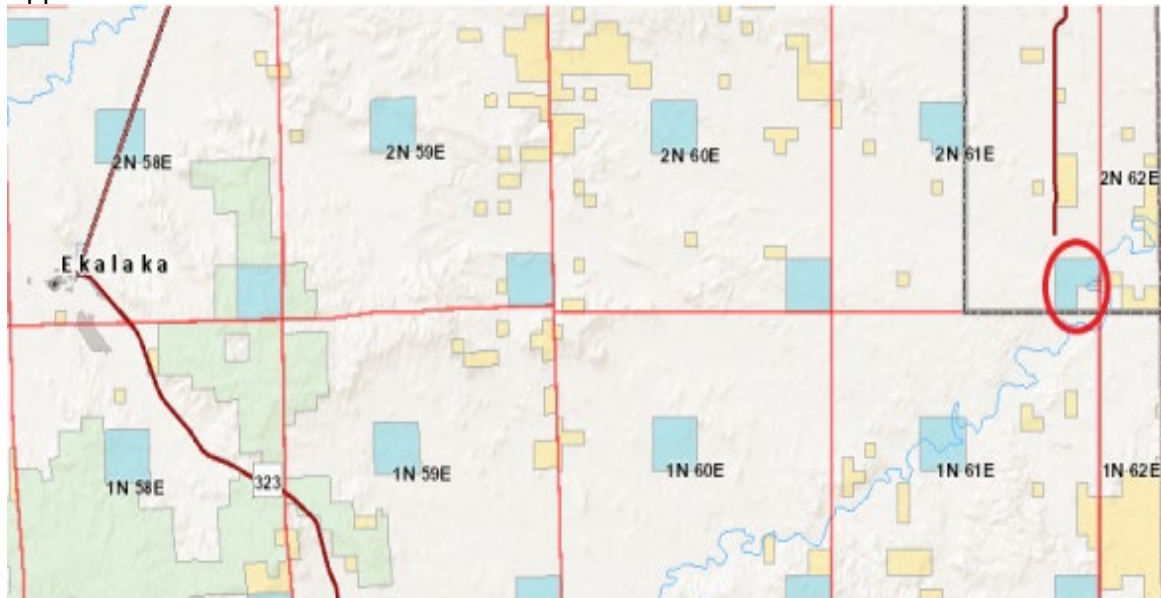 2N 58E
2N 59E
2N 60E
2N 61E
2N 62E
Ekalaka
1N 58E
323
1N 59E
1N 60E
1N 61E
1N 62E